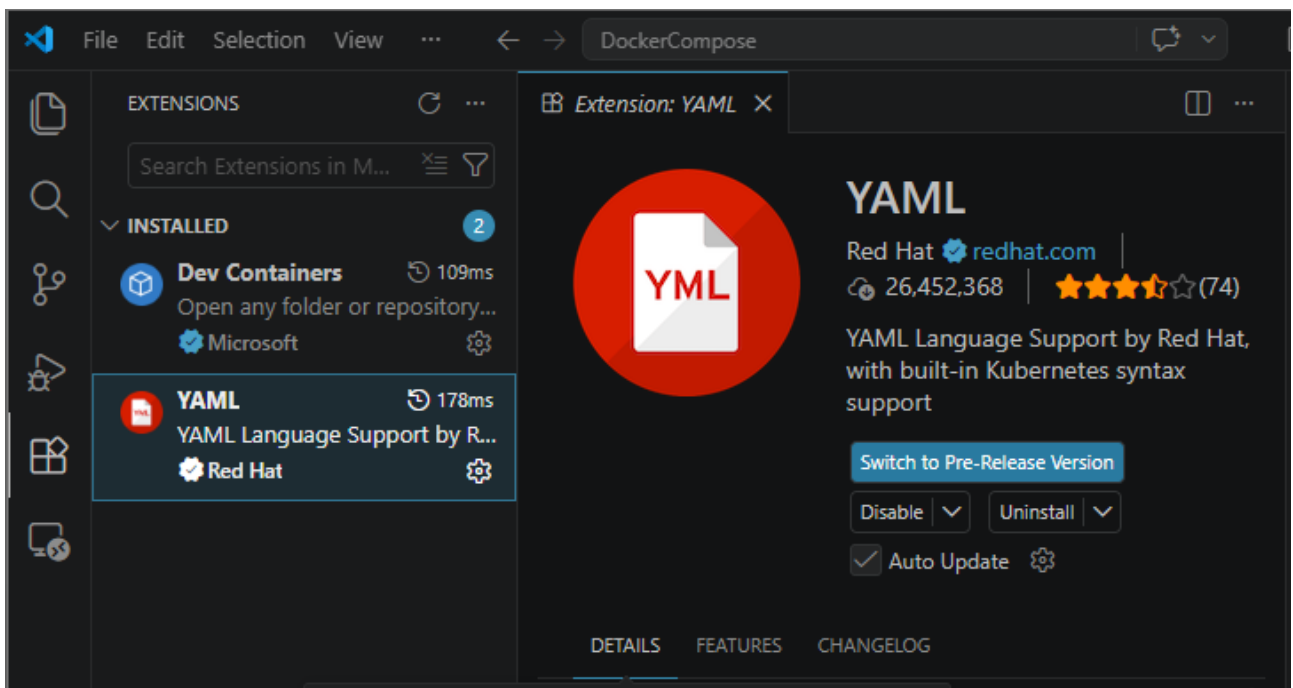 File Edit Selection View ··· ← → DockerCompose
EXTENSIONS ···
Search Extensions in M...
INSTALLED 2
Dev Containers 109ms
Open any folder or repository...
Microsoft
YAML 178ms
YAML Language Support by R...
Red Hat
Extension: YAML ···
YML
YAML
Red Hat redhat.com
26,452,368 (74)
YAML Language Support by Red Hat,
with built-in Kubernetes syntax
support
Switch to Pre-Release Version
Disable Uninstall
Auto Update
DETAILS FEATURES CHANGELOG